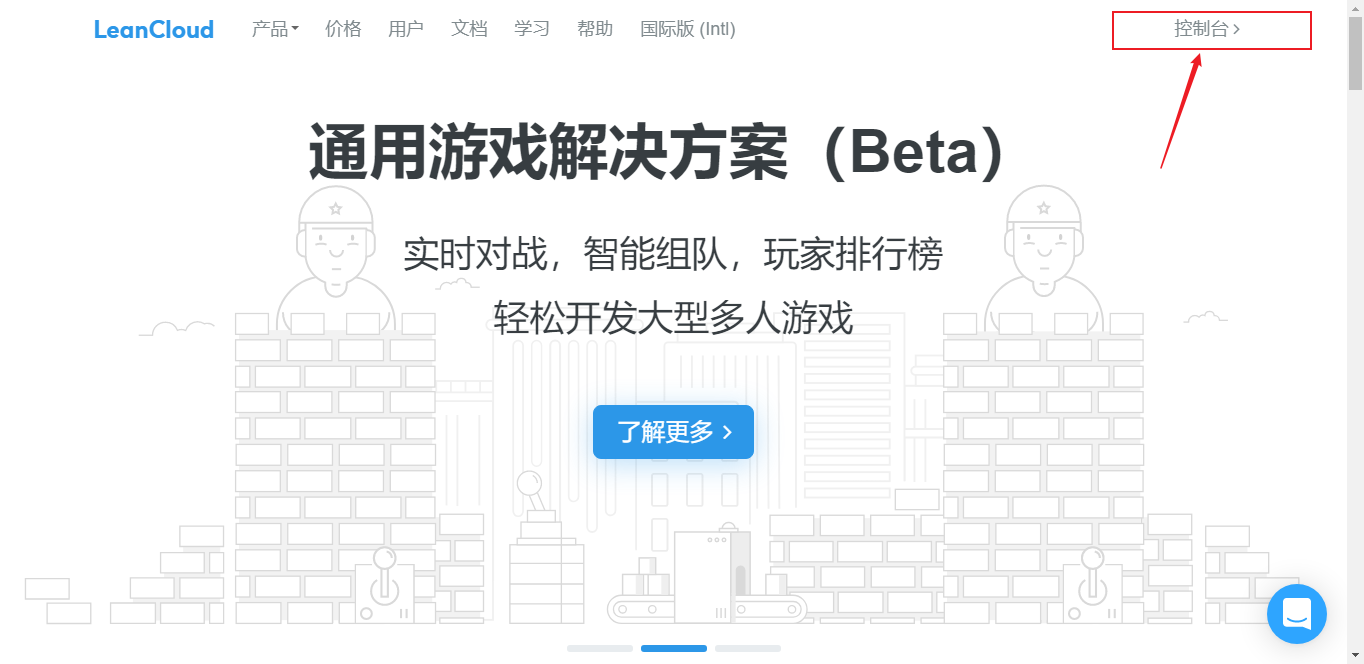 LeanCloud 产品 价格 用户 文档 学习 帮助 国际版 (Intl) 控制台
通用游戏解决方案（Beta）
实时对战，智能组队，玩家排行榜
轻松开发大型多人游戏
了解更多